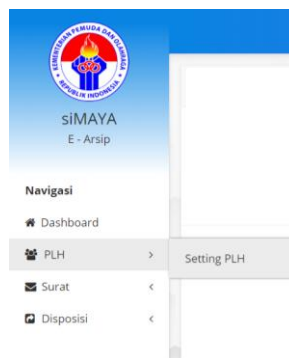 KEMENTERIAN PEMUDA DAN OLAHRAGA
REPUBLIK INDONESIA
siMAYA
E - Arsip
Navigasi
Dashboard
PLH
Setting PLH
Surat
Disposisi